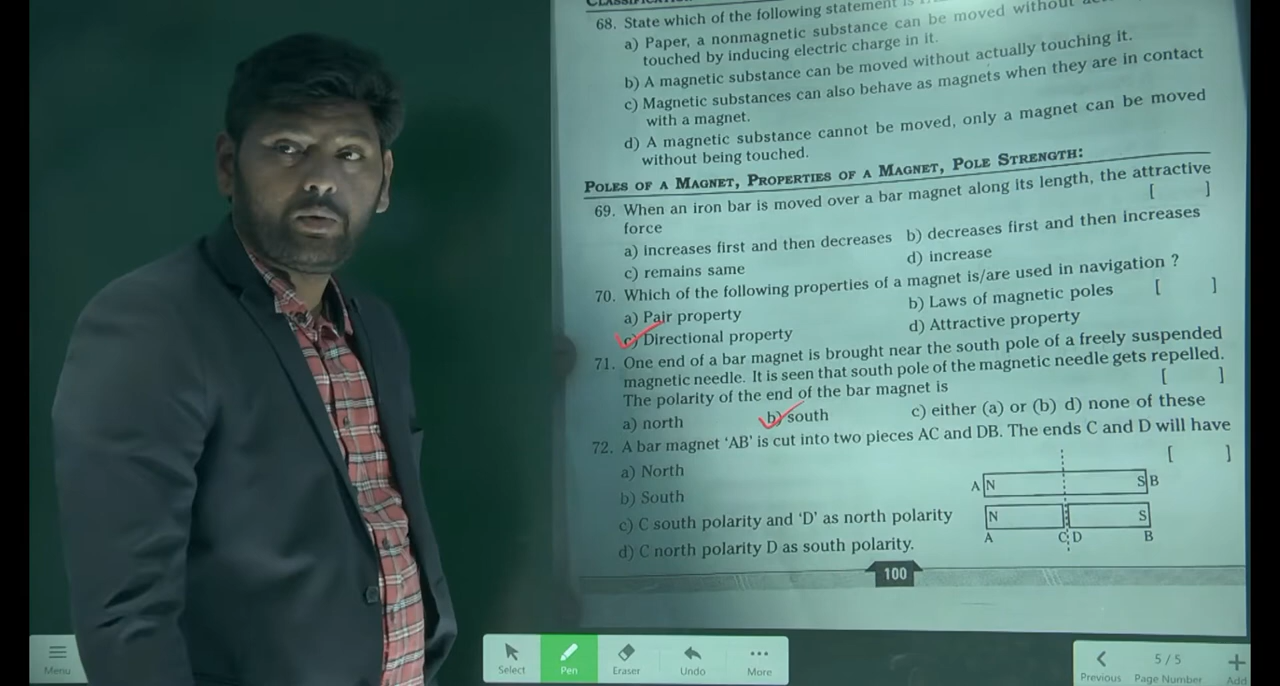 68. State which of the following statement is
a) Paper, a nonmagnetic substance can be moved without
touched by inducing electric charge in it.
b) A magnetic substance can be moved without actually touching it.
c) Magnetic substances can also behave as magnets when they are in contact
with a magnet.
d) A magnetic substance cannot be moved, only a magnet can be moved
without being touched.
POLES OF A MAGNET, PROPERTIES OF A MAGNET, POLE STRENGTH:
69. When an iron bar is moved over a bar magnet along its length, the attractive
force [ ]
a) increases first and then decreases b) decreases first and then increases
c) remains same d) increase
70. Which of the following properties of a magnet is/are used in navigation ?
a) Pair property b) Laws of magnetic poles [ ]
c) Directional property d) Attractive property
71. One end of a bar magnet is brought near the south pole of a freely suspended
magnetic needle. It is seen that south pole of the magnetic needle gets repelled.
The polarity of the end of the bar magnet is [ ]
a) north b) south c) either (a) or (b) d) none of these
72. A bar magnet 'AB' is cut into two pieces AC and DB. The ends C and D will have
a) North [ ]
b) South
c) C south polarity and 'D' as north polarity
d) C north polarity D as south polarity.
A N S B
N S
A C D B
100
Menu
Select Pen Eraser Undo More
5 / 5
Previous Page Number Add